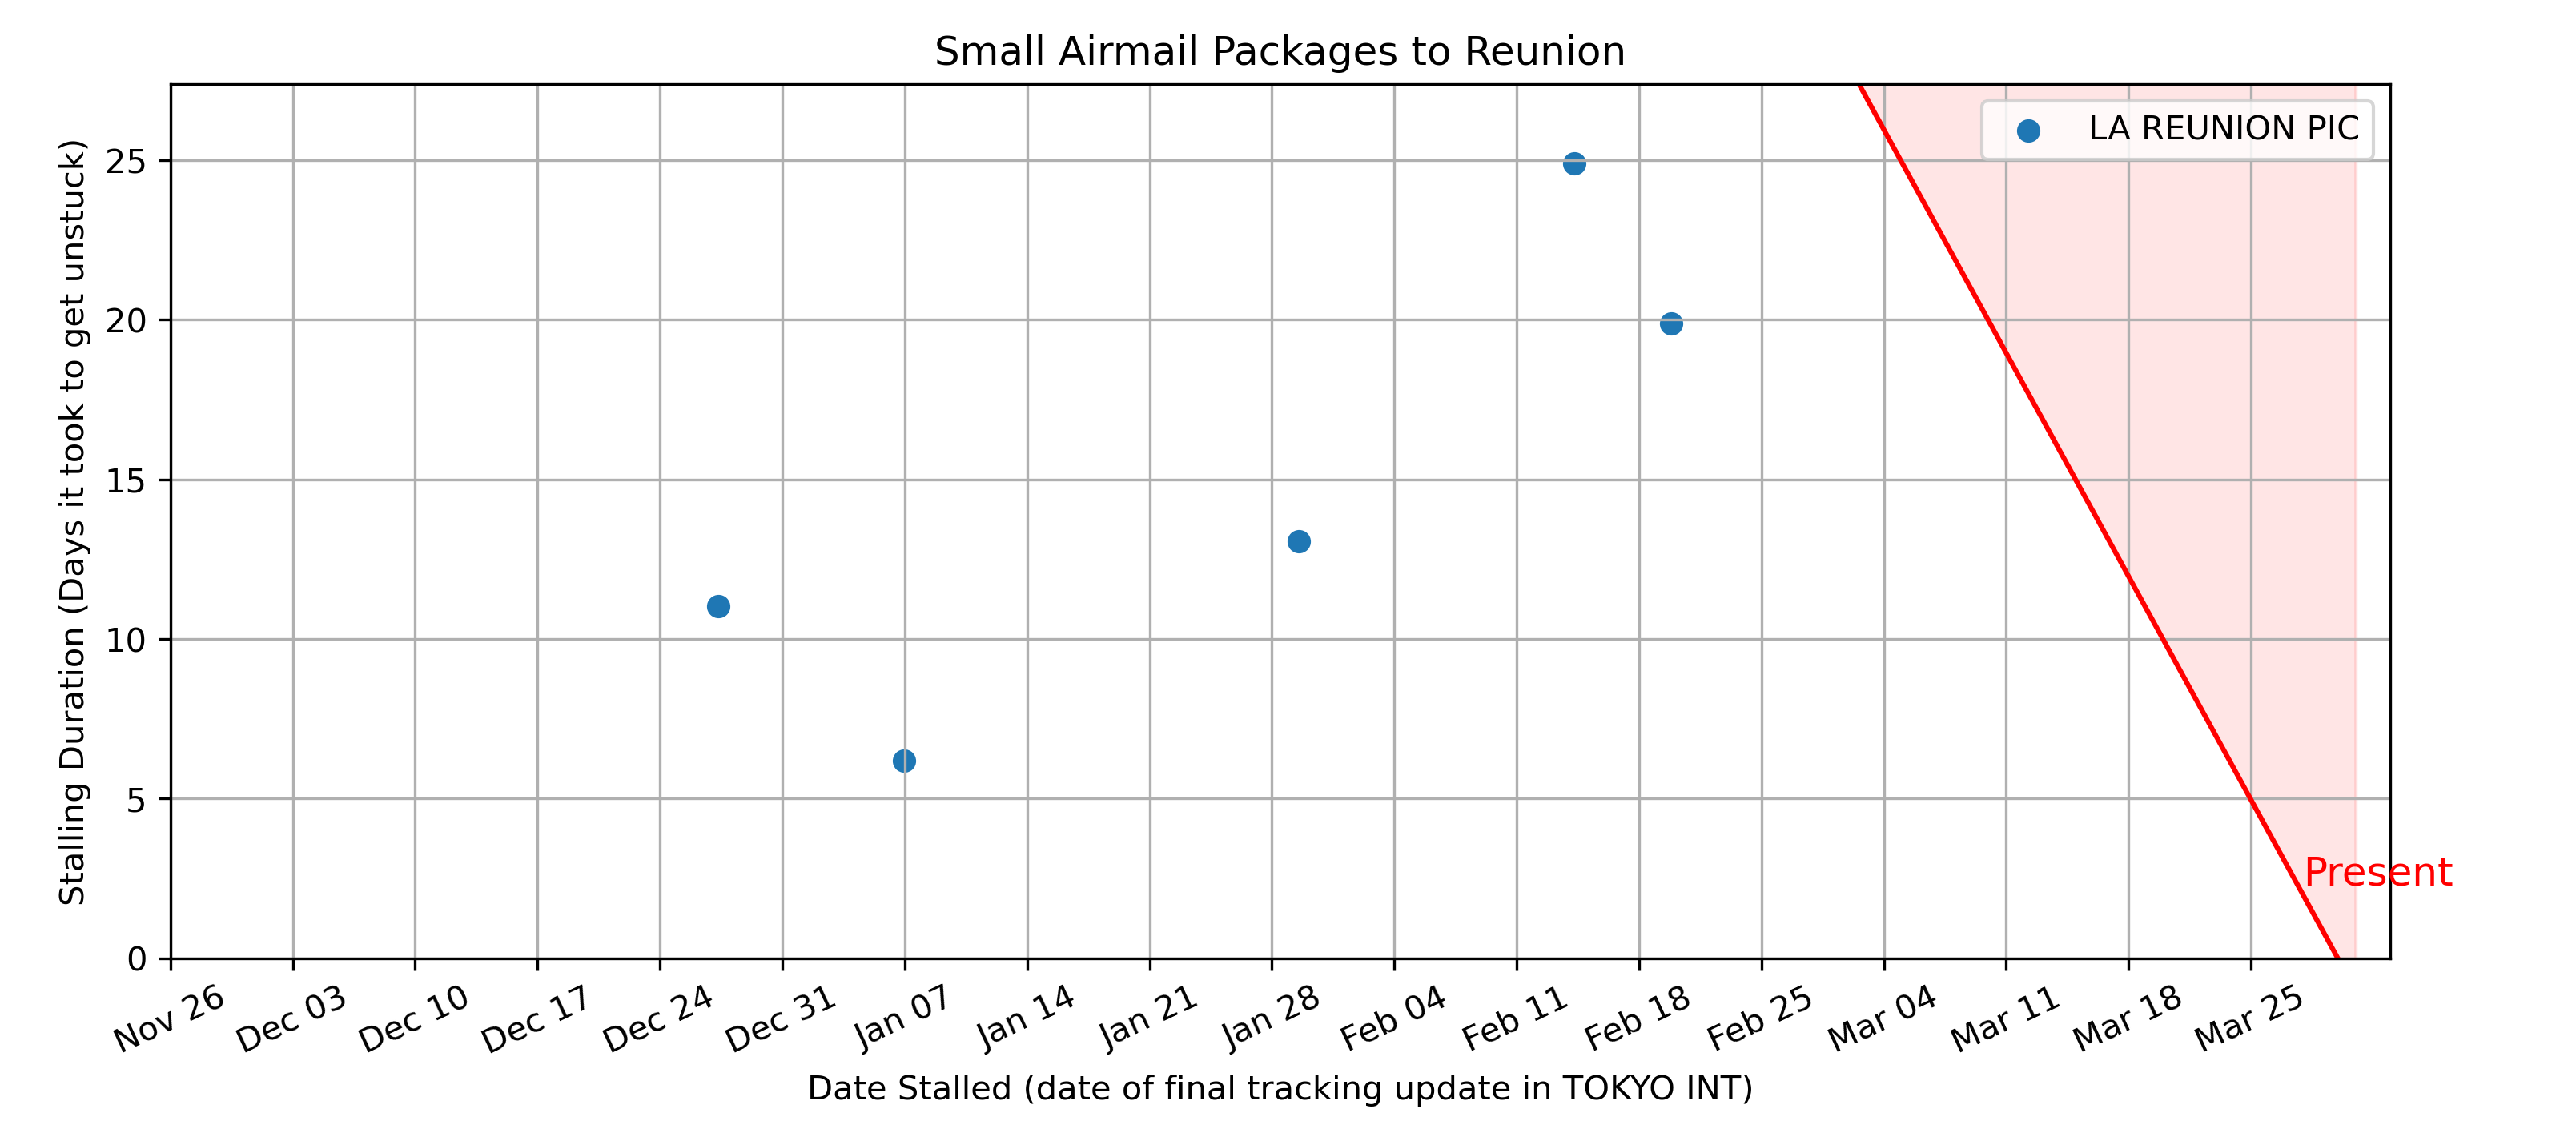 Small Airmail Packages to Reunion
LA REUNION PIC
Stalling Duration (Days it took to get unstuck)
25
20
15
10
5
0
Present
Nov 26 Dec 03 Dec 10 Dec 17 Dec 24 Dec 31 Jan 07 Jan 14 Jan 21 Jan 28 Feb 04 Feb 11 Feb 18 Feb 25 Mar 04 Mar 11 Mar 18 Mar 25
Date Stalled (date of final tracking update in TOKYO INT)